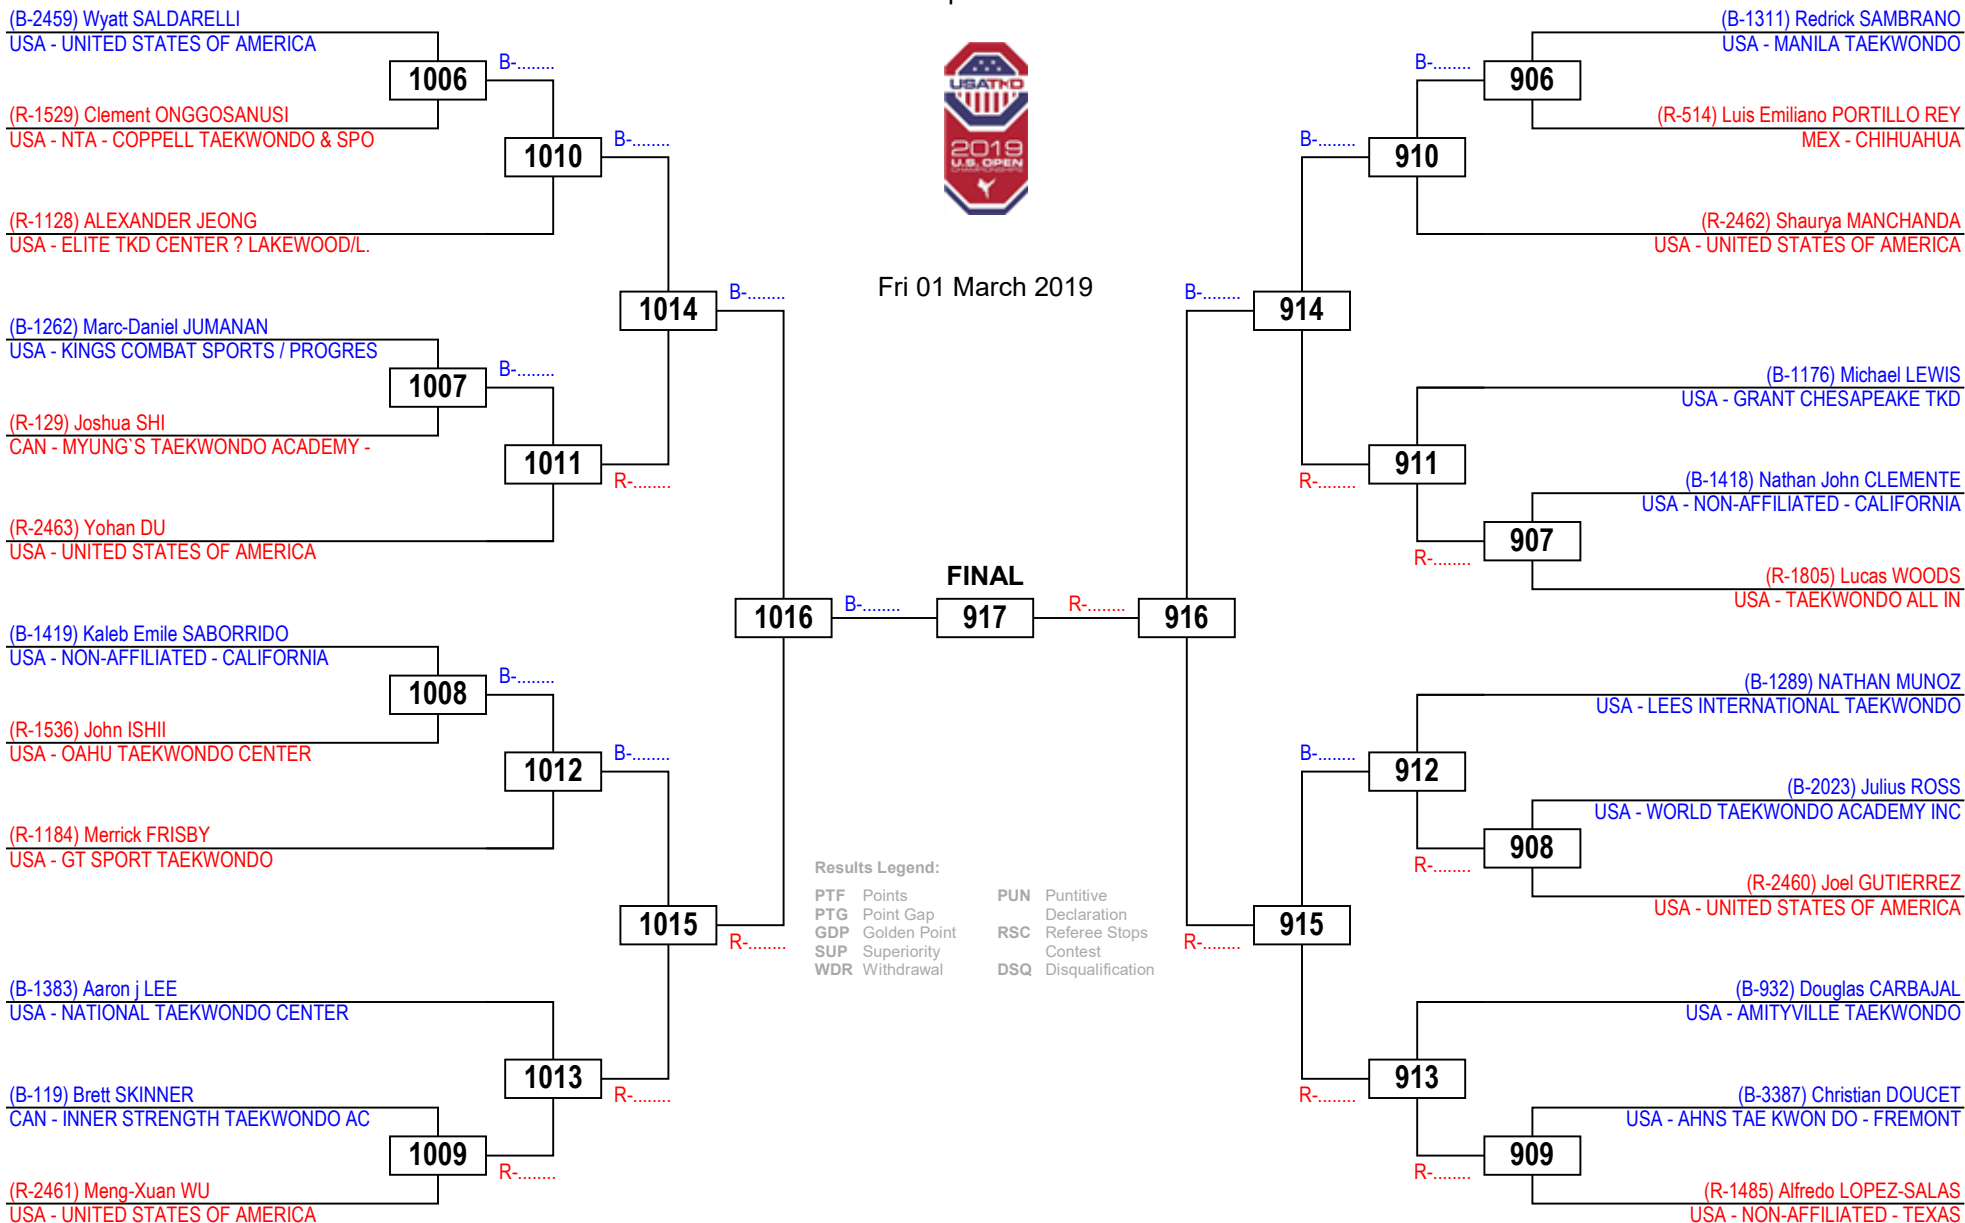 (B-2459) Wyatt SALDARELLI
USA - UNITED STATES OF AMERICA
B-........
1006
(R-1529) Clement ONGGOSANUSI
USA - NTA - COPPELL TAEKWONDO & SPO
B-........
1010
(R-1128) ALEXANDER JEONG
USA - ELITE TKD CENTER ? LAKEWOOD/L.
B-........
1014
(B-1262) Marc-Daniel JUMANAN
USA - KINGS COMBAT SPORTS / PROGRES
B-........
1007
(R-129) Joshua SHI
CAN - MYUNG`S TAEKWONDO ACADEMY -
1011
R-........
(R-2463) Yohan DU
USA - UNITED STATES OF AMERICA
B-........
1016
(B-1419) Kaleb Emile SABORRIDO
USA - NON-AFFILIATED - CALIFORNIA
B-........
1008
(R-1536) John ISHII
USA - OAHU TAEKWONDO CENTER
B-........
1012
(R-1184) Merrick FRISBY
USA - GT SPORT TAEKWONDO
1015
R-........
(B-1383) Aaron j LEE
USA - NATIONAL TAEKWONDO CENTER
1013
R-........
(B-119) Brett SKINNER
CAN - INNER STRENGTH TAEKWONDO AC
1009
R-........
(R-2461) Meng-Xuan WU
USA - UNITED STATES OF AMERICA
USATKD
2019
U.S. OPEN
CHAMPIONSHIPS
Fri 01 March 2019
FINAL
917
Results Legend:
PTF Points
PTG Point Gap
GDP Golden Point
SUP Superiority
WDR Withdrawal
PUN Puntitive
Declaration
RSC Referee Stops
Contest
DSQ Disqualification
(B-1311) Redrick SAMBRANO
USA - MANILA TAEKWONDO
B-........
906
(R-514) Luis Emiliano PORTILLO REY
MEX - CHIHUAHUA
B-........
910
(R-2462) Shaurya MANCHANDA
USA - UNITED STATES OF AMERICA
B-........
914
(B-1176) Michael LEWIS
USA - GRANT CHESAPEAKE TKD
911
R-........
(B-1418) Nathan John CLEMENTE
USA - NON-AFFILIATED - CALIFORNIA
907
R-........
(R-1805) Lucas WOODS
USA - TAEKWONDO ALL IN
R-........
916
(B-1289) NATHAN MUNOZ
USA - LEES INTERNATIONAL TAEKWONDO
B-........
912
(B-2023) Julius ROSS
USA - WORLD TAEKWONDO ACADEMY INC
908
R-........
(R-2460) Joel GUTIERREZ
USA - UNITED STATES OF AMERICA
915
R-........
(B-932) Douglas CARBAJAL
USA - AMITYVILLE TAEKWONDO
913
R-........
(B-3387) Christian DOUCET
USA - AHNS TAE KWON DO - FREMONT
909
R-........
(R-1485) Alfredo LOPEZ-SALAS
USA - NON-AFFILIATED - TEXAS